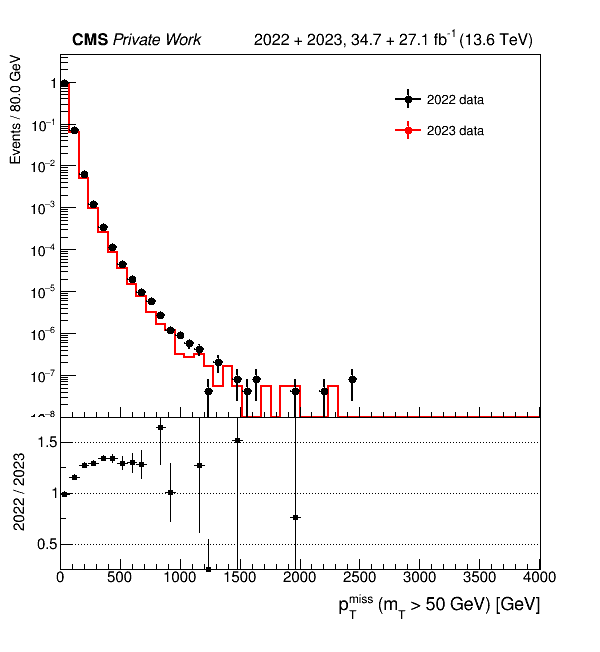 CMS Private Work 2022 + 2023, 34.7 + 27.1 fb⁻¹ (13.6 TeV)
Events / 80.0 GeV
1
10⁻¹
10⁻²
10⁻³
10⁻⁴
10⁻⁵
10⁻⁶
10⁻⁷
10⁻⁸
2022 data
2023 data
2022 / 2023
1.5
1
0.5
0 500 1000 1500 2000 2500 3000 3500 4000
p_T^miss (m_T > 50 GeV) [GeV]